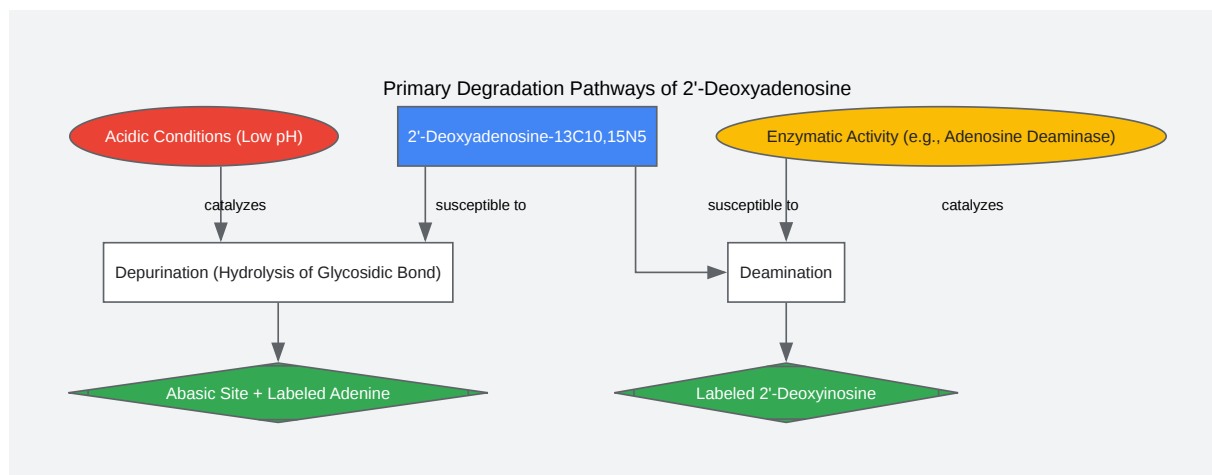 Primary Degradation Pathways of 2'-Deoxyadenosine
Acidic Conditions (Low pH)
2'-Deoxyadenosine-13C10,15N5
Enzymatic Activity (e.g., Adenosine Deaminase)
catalyzes
susceptible to
susceptible to
catalyzes
Depurination (Hydrolysis of Glycosidic Bond)
Deamination
Abasic Site + Labeled Adenine
Labeled 2'-Deoxyinosine